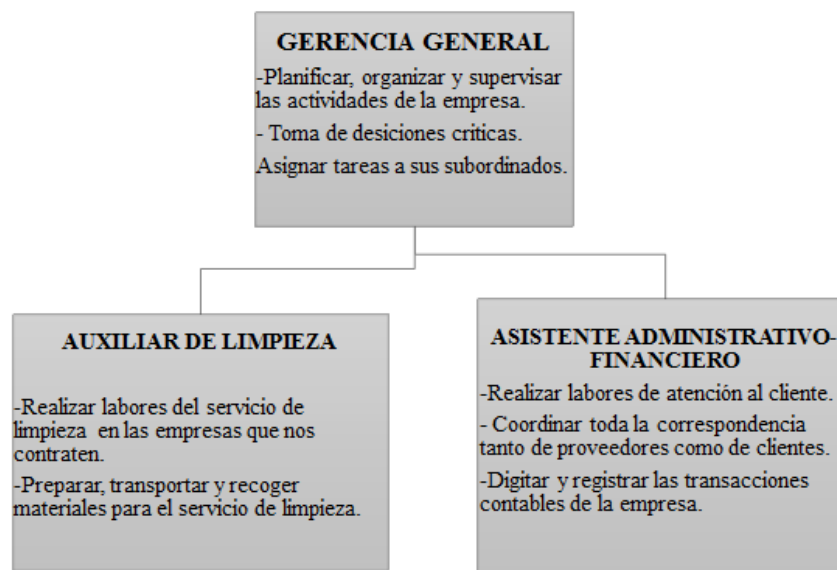 GERENCIA GENERAL
-Planificar, organizar y supervisar
las actividades de la empresa.
- Toma de desiciones criticas.
Asignar tareas a sus subordinados.
AUXILIAR DE LIMPIEZA
-Realizar labores del servicio de
limpieza en las empresas que nos
contraten.
-Preparar, transportar y recoger
materiales para el servicio de limpieza.
ASISTENTE ADMINISTRATIVO-
FINANCIERO
-Realizar labores de atención al cliente.
- Coordinar toda la correspondencia
tanto de proveedores como de clientes.
-Digitar y registrar las transacciones
contables de la empresa.